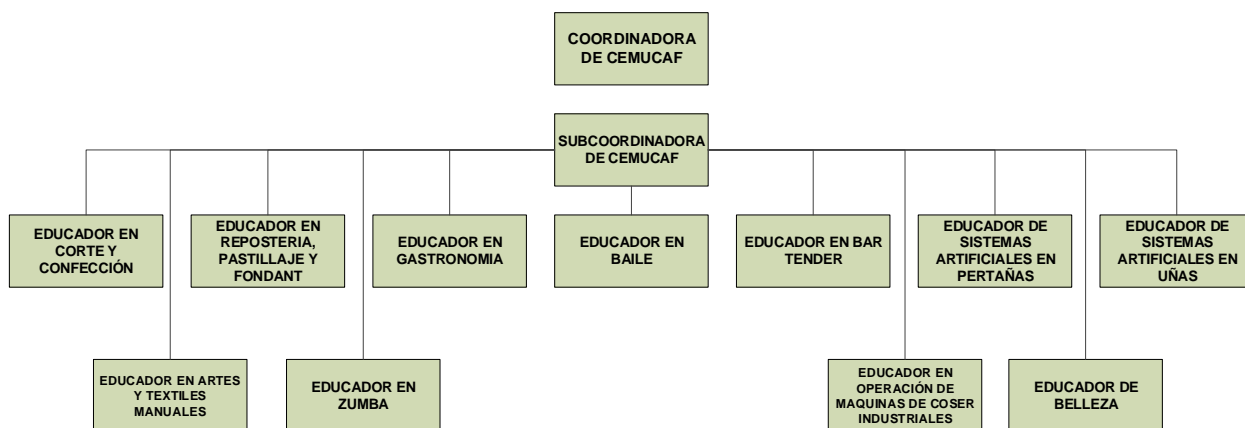 COORDINADORA
DE CEMUCAF
SUBCOORDINADORA
DE CEMUCAF
EDUCADOR EN
CORTE Y
CONFECCIÓN
EDUCADOR EN
REPOSTERIA,
PASTILLAJE Y
FONDANT
EDUCADOR EN
GASTRONOMIA
EDUCADOR EN
BAILE
EDUCADOR EN BAR
TENDER
EDUCADOR DE
SISTEMAS
ARTIFICIALES EN
PERTAÑAS
EDUCADOR DE
SISTEMAS
ARTIFICIALES EN
UÑAS
EDUCADOR EN ARTES
Y TEXTILES
MANUALES
EDUCADOR EN
ZUMBA
EDUCADOR EN
OPERACIÓN DE
MAQUINAS DE COSER
INDUSTRIALES
EDUCADOR DE
BELLEZA